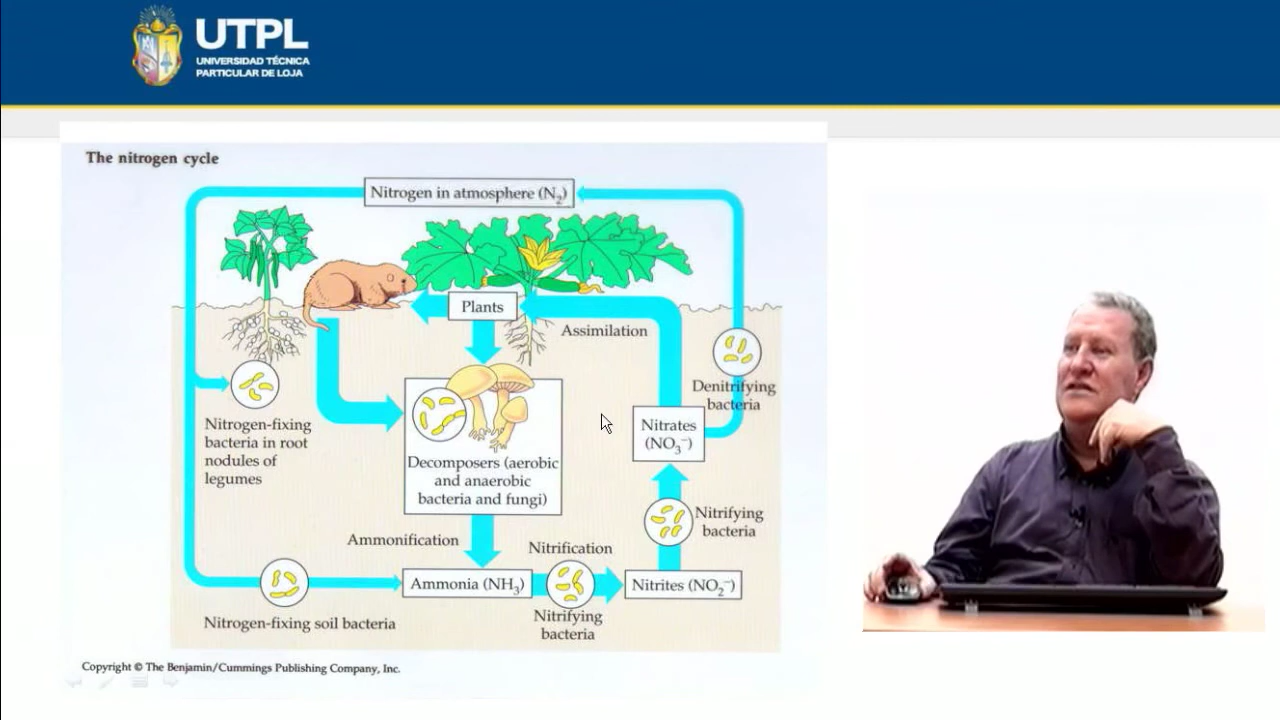 UTPL
UNIVERSIDAD TÉCNICA
PARTICULAR DE LOJA
The nitrogen cycle
Nitrogen in atmosphere (N₂)
Plants
Assimilation
Denitrifying
bacteria
Nitrogen-fixing
bacteria in root
nodules of
legumes
Nitrates
(NO₃⁻)
Decomposers (aerobic
and anaerobic
bacteria and fungi)
Nitrifying
bacteria
Ammonification
Nitrification
Ammonia (NH₃)
Nitrites (NO₂⁻)
Nitrogen-fixing soil bacteria
Nitrifying
bacteria
Copyright © The Benjamin/Cummings Publishing Company, Inc.